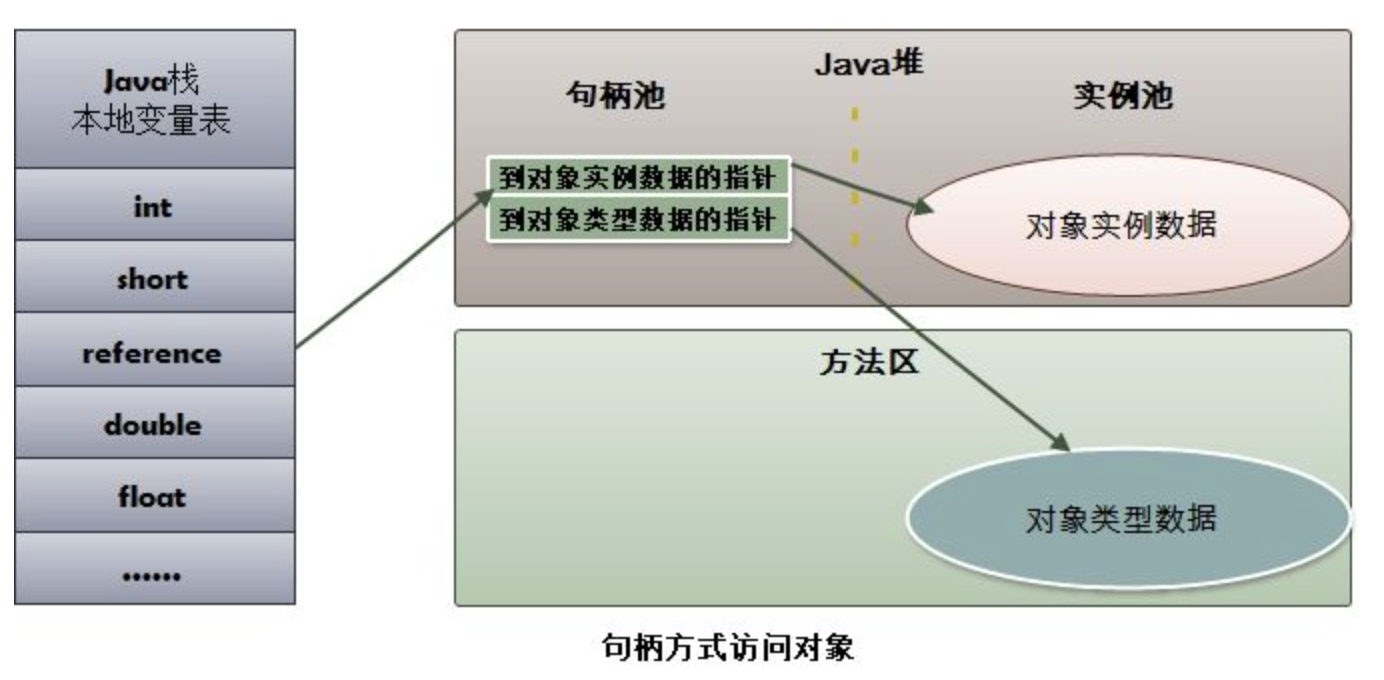 Java栈
本地变量表
int
short
reference
double
float
......
Java堆
句柄池
实例池
到对象实例数据的指针
到对象类型数据的指针
对象实例数据
方法区
对象类型数据
句柄方式访问对象